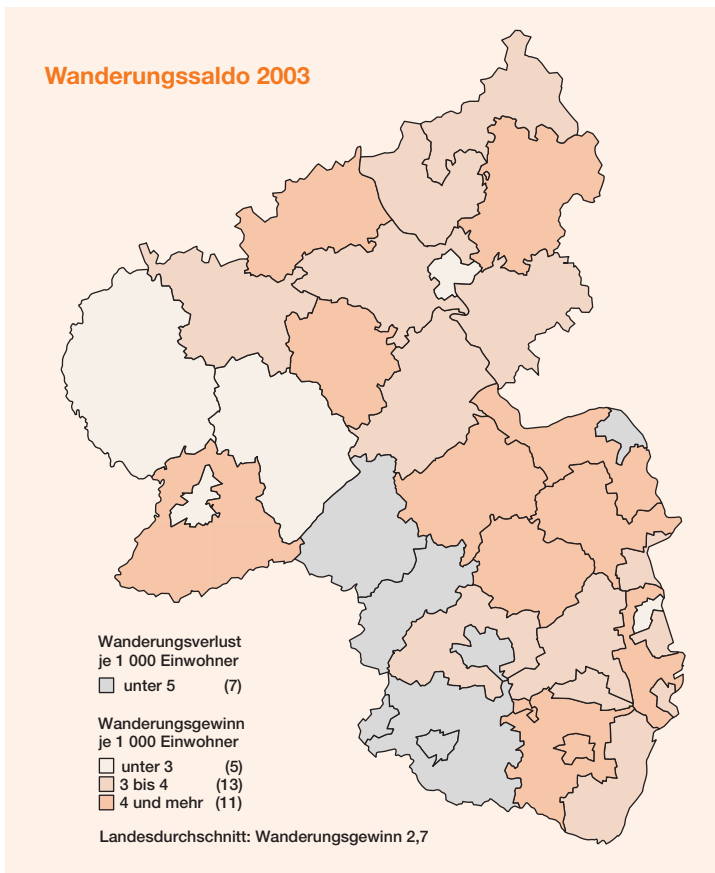 Wanderungssaldo 2003
Wanderungsverlust
je 1 000 Einwohner
unter 5 (7)
Wanderungsgewinn
je 1 000 Einwohner
unter 3 (5)
3 bis 4 (13)
4 und mehr (11)
Landesdurchschnitt: Wanderungsgewinn 2,7